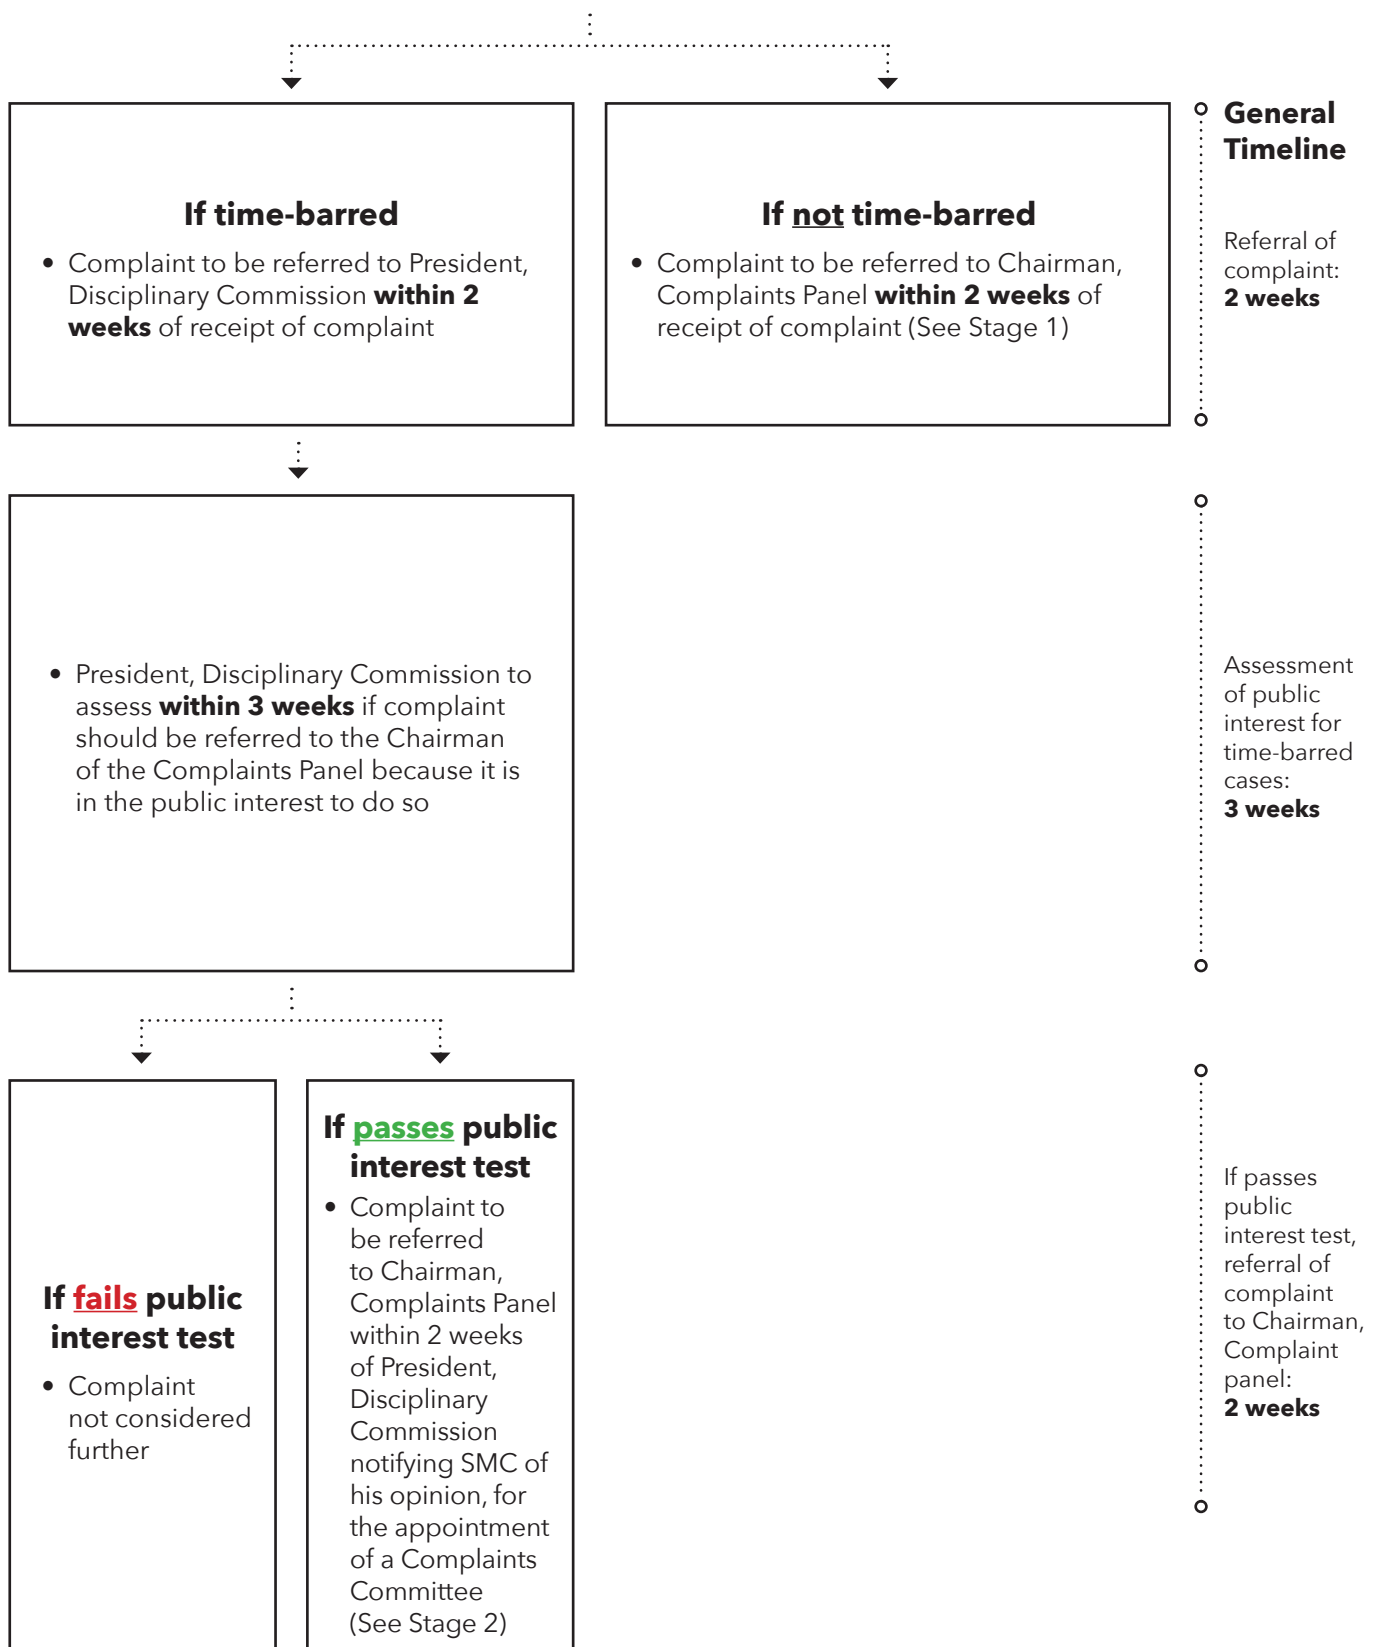 If time-barred
• Complaint to be referred to President,
Disciplinary Commission within 2
weeks of receipt of complaint
If not time-barred
• Complaint to be referred to Chairman,
Complaints Panel within 2 weeks of
receipt of complaint (See Stage 1)
General
Timeline
Referral of
complaint:
2 weeks
• President, Disciplinary Commission to
assess within 3 weeks if complaint
should be referred to the Chairman
of the Complaints Panel because it is
in the public interest to do so
Assessment
of public
interest for
time-barred
cases:
3 weeks
If fails public
interest test
• Complaint
not considered
further
If passes public
interest test
• Complaint to
be referred
to Chairman,
Complaints Panel
within 2 weeks
of President,
Disciplinary
Commission
notifying SMC of
his opinion, for
the appointment
of a Complaints
Committee
(See Stage 2)
If passes
public
interest test,
referral of
complaint
to Chairman,
Complaint
panel:
2 weeks